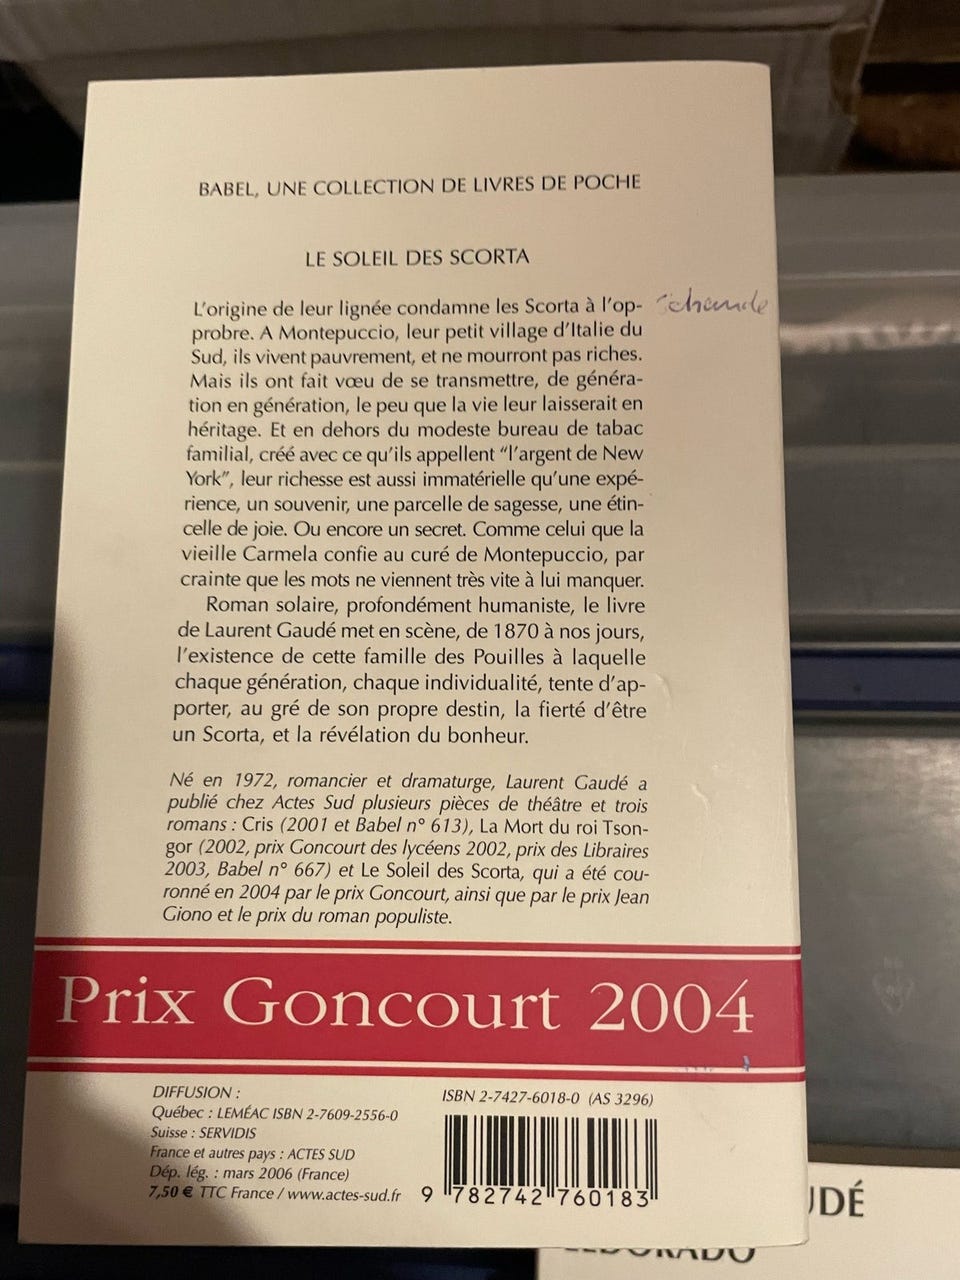 BABEL, UNE COLLECTION DE LIVRES DE POCHE
LE SOLEIL DES SCORTA
L'origine de leur lignée condamne les Scorta à l'op-
probre. A Montepuccio, leur petit village d'Italie du
Sud, ils vivent pauvrement, et ne mourront pas riches.
Mais ils ont fait vœu de se transmettre, de généra-
tion en génération, le peu que la vie leur laisserait en
héritage. Et en dehors du modeste bureau de tabac
familial, créé avec ce qu'ils appellent "l'argent de New
York", leur richesse est aussi immatérielle qu'une expé-
rience, un souvenir, une parcelle de sagesse, une étin-
celle de joie. Ou encore un secret. Comme celui que la
vieille Carmela confie au curé de Montepuccio, par
crainte que les mots ne viennent très vite à lui manquer.
Roman solaire, profondément humaniste, le livre
de Laurent Gaudé met en scène, de 1870 à nos jours,
l'existence de cette famille des Pouilles à laquelle
chaque génération, chaque individualité, tente d'ap-
porter, au gré de son propre destin, la fierté d'être
un Scorta, et la révélation du bonheur.
Né en 1972, romancier et dramaturge, Laurent Gaudé a
publié chez Actes Sud plusieurs pièces de théâtre et trois
romans : Cris (2001 et Babel n° 613), La Mort du roi Tson-
gor (2002, prix Goncourt des lycéens 2002, prix des Libraires
2003, Babel n° 667) et Le Soleil des Scorta, qui a été cou-
ronné en 2004 par le prix Goncourt, ainsi que par le prix Jean
Giono et le prix du roman populiste.
Prix Goncourt 2004
DIFFUSION :
Québec : LEMÉAC ISBN 2-7609-2556-0
Suisse : SERVIDIS
France et autres pays : ACTES SUD
Dép. lég. : mars 2006 (France)
7,50 € TTC France / www.actes-sud.fr
ISBN 2-7427-6018-0 (AS 3296)
9 782742 760183
UDÉ
ELDORADO